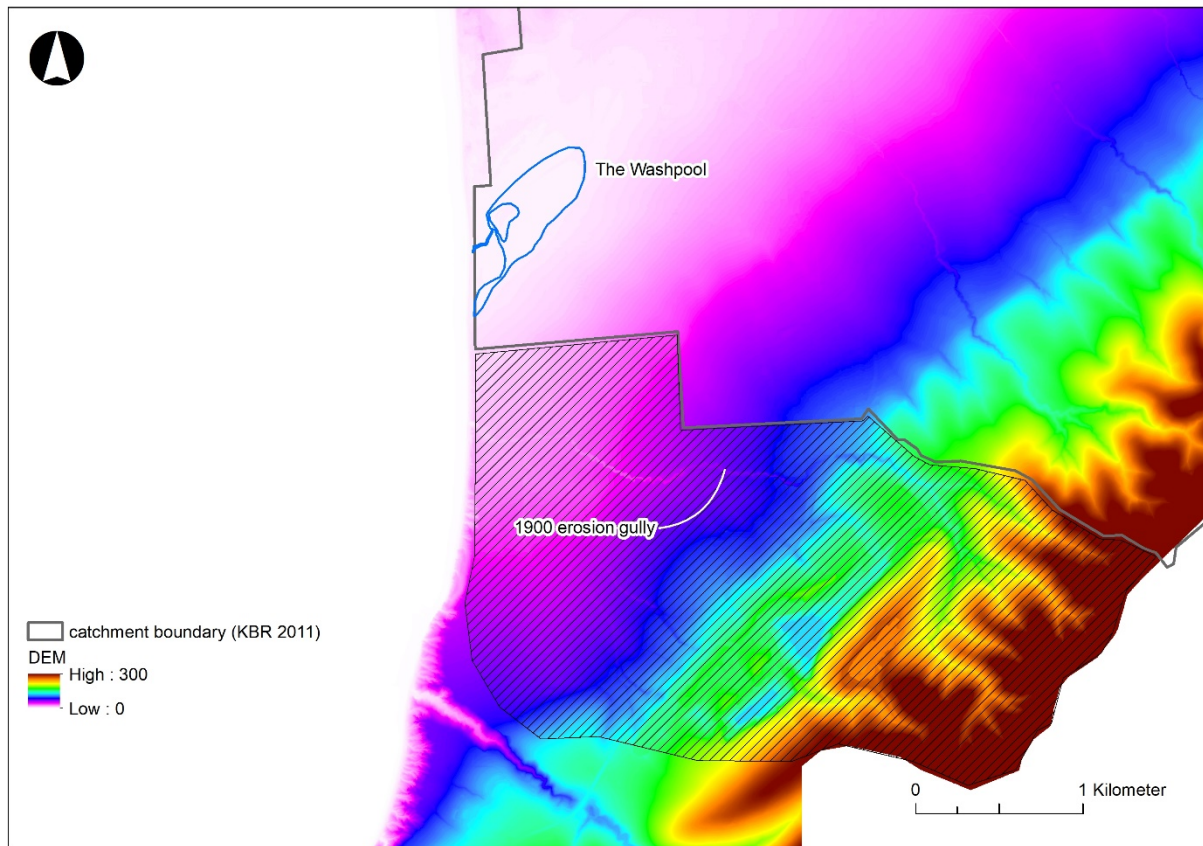 The Washpool
1900 erosion gully
catchment boundary (KBR 2011)
DEM
High : 300
Low : 0
0
1 Kilometer